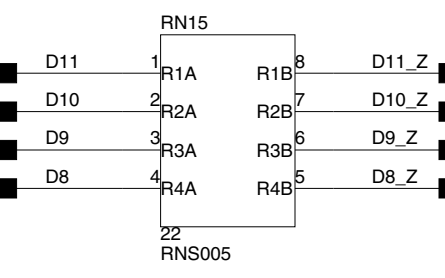 RN15
D11 1 R1A R1B 8 D11_Z
D10 2 R2A R2B 7 D10_Z
D9 3 R3A R3B 6 D9_Z
D8 4 R4A R4B 5 D8_Z
22
RNS005